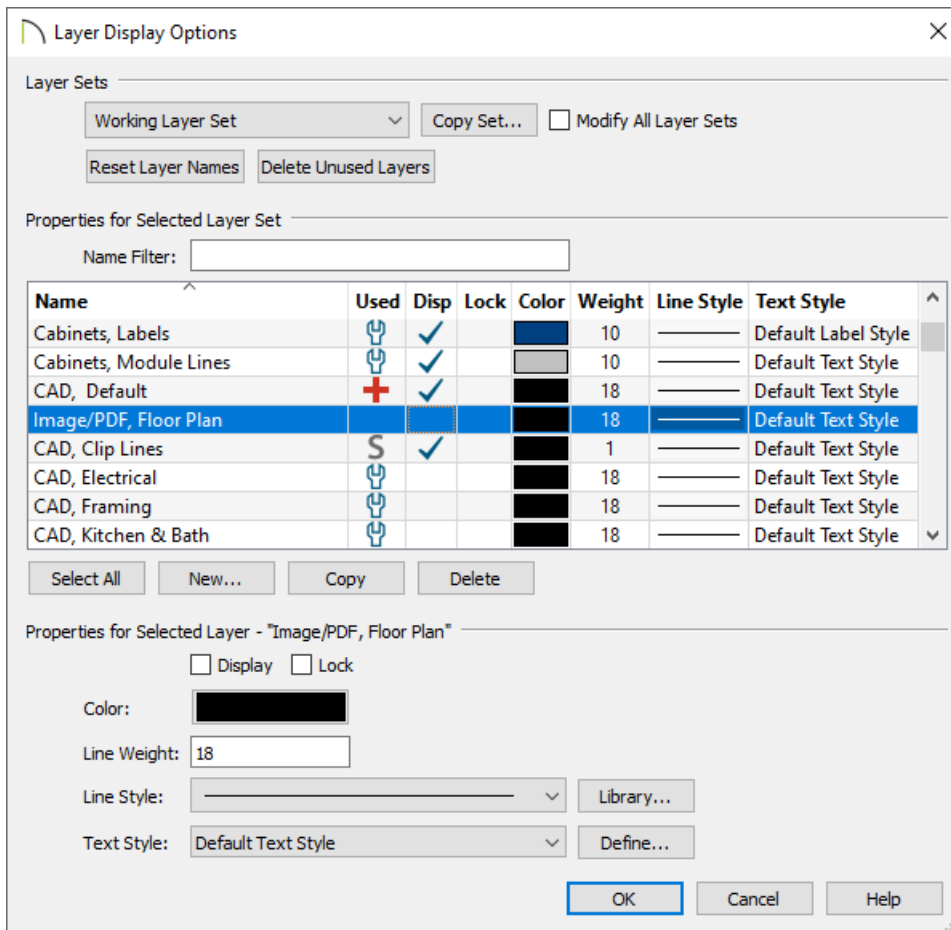 Layer Display Options
Layer Sets
Working Layer Set Copy Set... Modify All Layer Sets
Reset Layer Names Delete Unused Layers
Properties for Selected Layer Set
Name Filter:
Name Used Disp Lock Color Weight Line Style Text Style
Cabinets, Labels 10 Default Label Style
Cabinets, Module Lines 10 Default Text Style
CAD,  Default 18 Default Text Style
Image/PDF, Floor Plan 18 Default Text Style
CAD, Clip Lines S 1 Default Text Style
CAD, Electrical 18 Default Text Style
CAD, Framing 18 Default Text Style
CAD, Kitchen & Bath 18 Default Text Style
Select All New... Copy Delete
Properties for Selected Layer - "Image/PDF, Floor Plan"
Display Lock
Color:
Line Weight: 18
Line Style: Library...
Text Style: Default Text Style Define...
OK Cancel Help